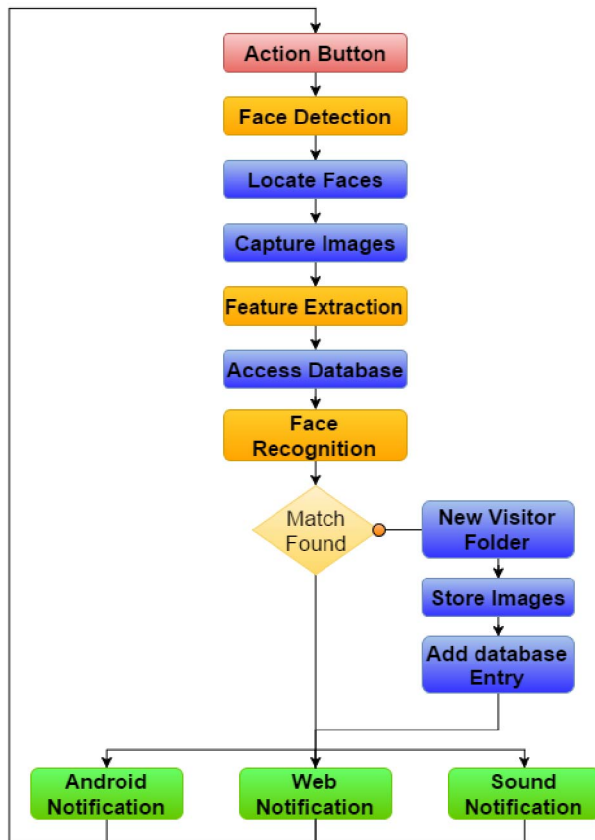 Action Button
Face Detection
Locate Faces
Capture Images
Feature Extraction
Access Database
Face
Recognition
Match
Found
New Visitor
Folder
Store Images
Add database
Entry
Android
Notification
Web
Notification
Sound
Notification